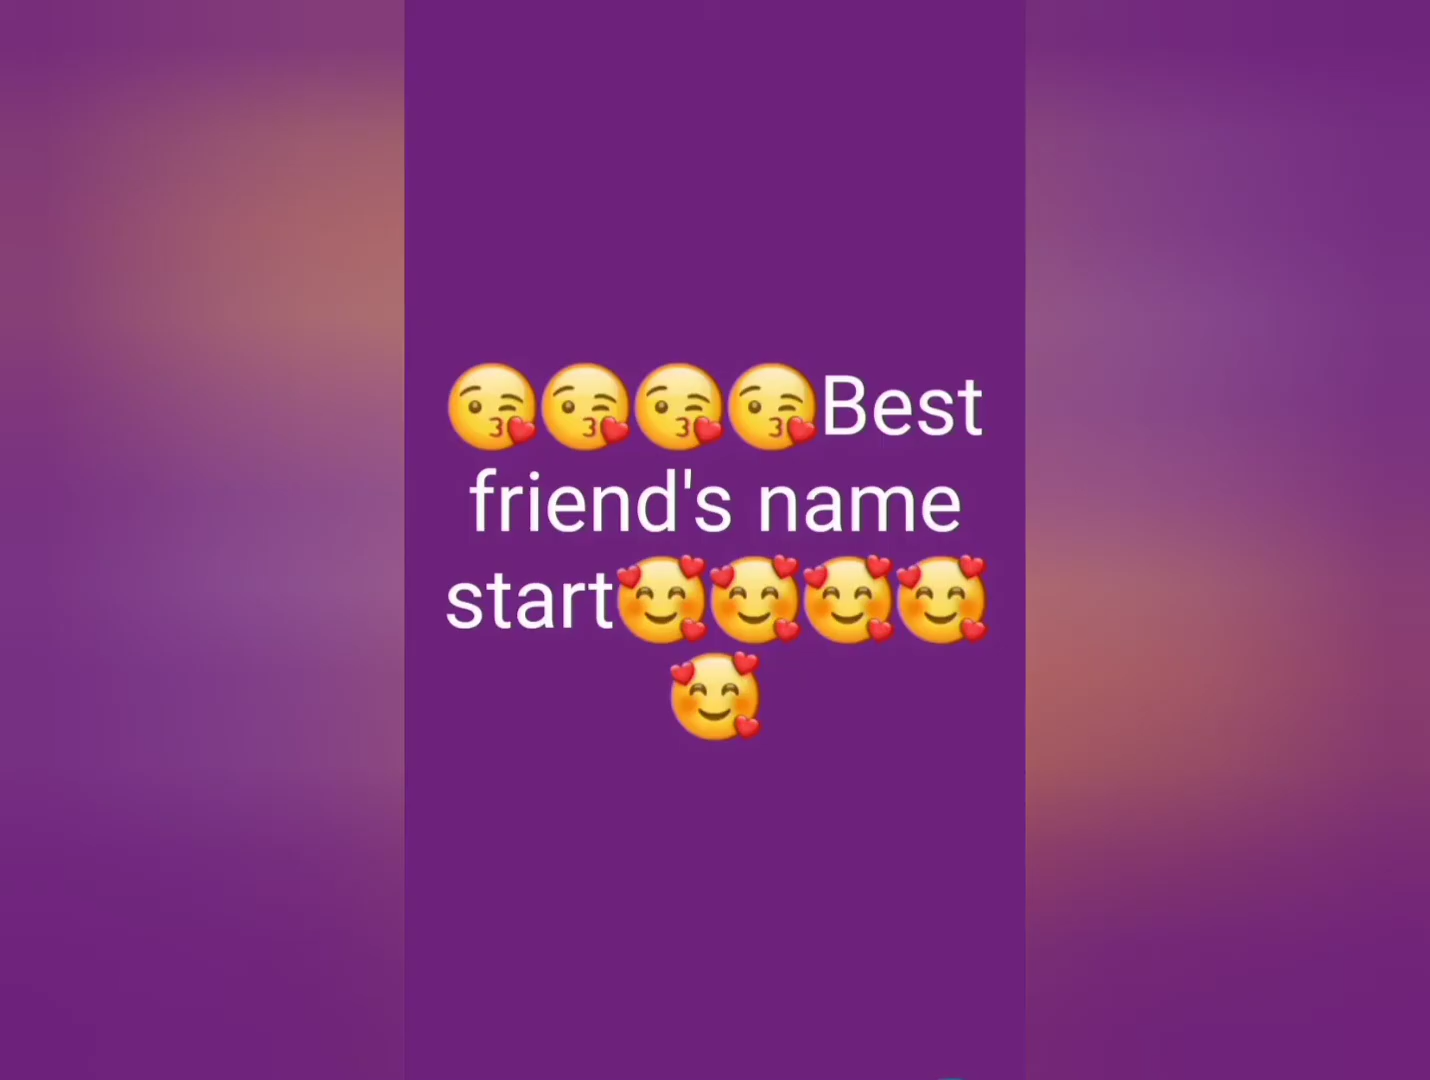 😘😘😘😘Best
friend's name
start🥰🥰🥰🥰
🥰